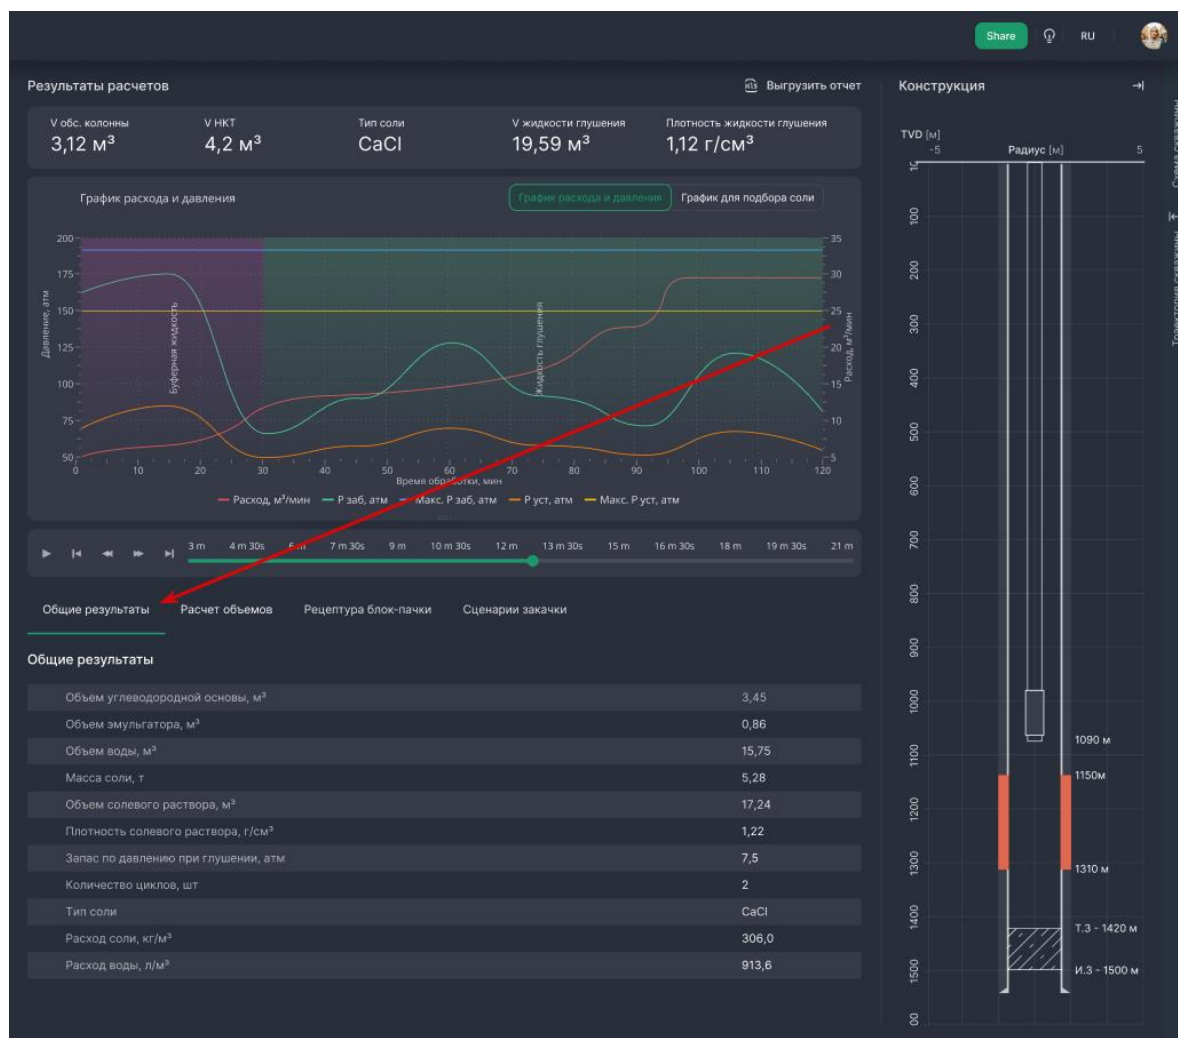 Share
RU
Результаты расчетов
xls Выгрузить отчет
V обс. колонны
3,12 м³
V НКТ
4,2 м³
Тип соли
CaCl
V жидкости глушения
19,59 м³
Плотность жидкости глушения
1,12 г/см³
График расхода и давления
График расхода и давления
График для подбора соли
Давление, атм
200
175
150
125
100
75
50
Буферная жидкость
Жидкость глушения
35
30
25
20
15
10
5
Расход, м³/мин
0 10 20 30 40 50 60 70 80 90 100 110 120
Время обработки, мин
Расход, м³/мин
P заб, атм
Макс. P заб, атм
P уст, атм
Макс. P уст, атм
3 m 4 m 30s 6 m 7 m 30s 9 m 10 m 30s 12 m 13 m 30s 15 m 16 m 30s 18 m 19 m 30s 21 m
Общие результаты
Расчет объемов
Рецептура блок-пачки
Сценарии закачки
Общие результаты
Объем углеводородной основы, м³ 3,45
Объем эмульгатора, м³ 0,86
Объем воды, м³ 15,75
Масса соли, т 5,28
Объем солевого раствора, м³ 17,24
Плотность солевого раствора, г/см³ 1,22
Запас по давлению при глушении, атм 7,5
Количество циклов, шт 2
Тип соли CaCl
Расход соли, кг/м³ 306,0
Расход воды, л/м³ 913,6
Конструкция
TVD [м]
-5 Радиус [м] 5
100
200
300
400
500
600
700
800
900
1000
1100
1200
1300
1400
1500
00
1090 м
1150м
1310 м
Т.З - 1420 м
И.З - 1500 м
Схема скважины
Траектория скважины